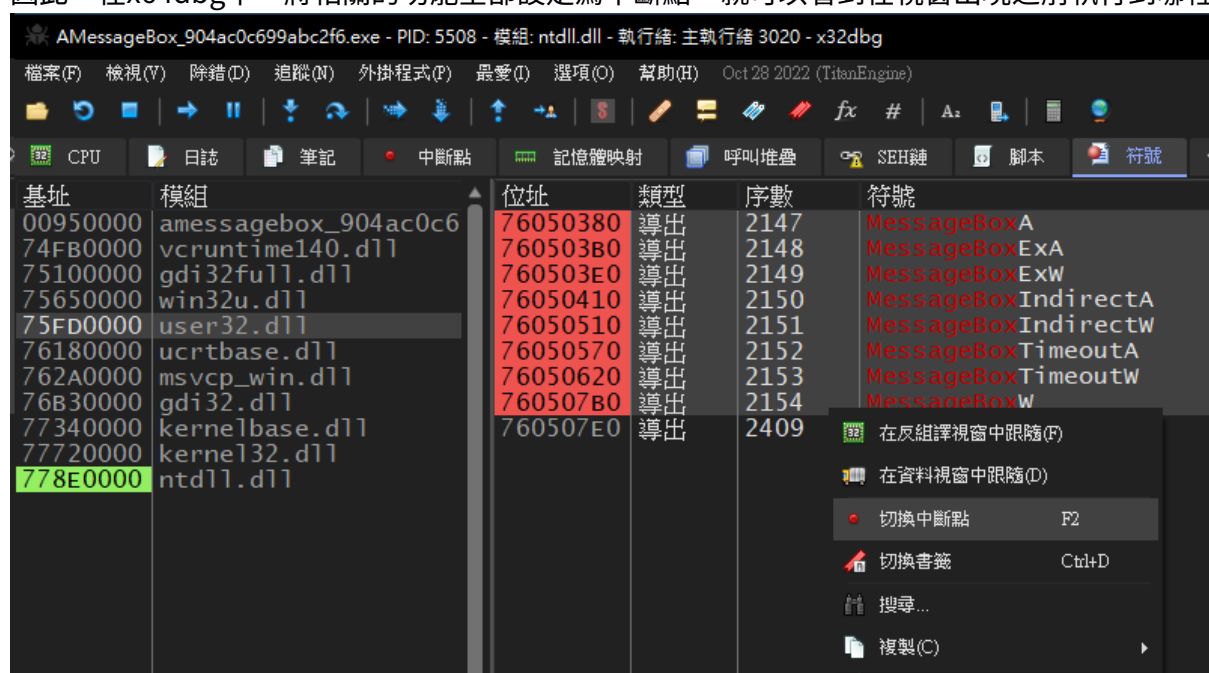 AMessageBox_904ac0c699abc2f6.exe - PID: 5508 - 模組: ntdll.dll - 執行緒: 主執行緒 3020 - x32dbg
檔案(F) 檢視(V) 除錯(D) 追蹤(N) 外掛程式(P) 最愛(I) 選項(O) 幫助(H) Oct 28 2022 (TitanEngine)
CPU 日誌 筆記 中斷點 記憶體映射 呼叫堆疊 SEH鏈 腳本 符號
基址 模組 位址 類型 序數 符號
00950000 amessagebox_904ac0c6 76050380 導出 2147 MessageBoxA
74FB0000 vcruntime140.dll 760503B0 導出 2148 MessageBoxExA
75100000 gdi32full.dll 760503E0 導出 2149 MessageBoxExW
75650000 win32u.dll 76050410 導出 2150 MessageBoxIndirectA
75FD0000 user32.dll 76050510 導出 2151 MessageBoxIndirectW
76180000 ucrtbase.dll 76050570 導出 2152 MessageBoxTimeoutA
762A0000 msvcp_win.dll 76050620 導出 2153 MessageBoxTimeoutW
76B30000 gdi32.dll 760507B0 導出 2154 MessageBoxW
77340000 kernelbase.dll 760507E0 導出 2409
77720000 kernel32.dll
778E0000 ntdll.dll
在反組譯視窗中跟隨(F)
在資料視窗中跟隨(D)
切換中斷點 F2
切換書籤 Ctrl+D
搜尋...
複製(C)